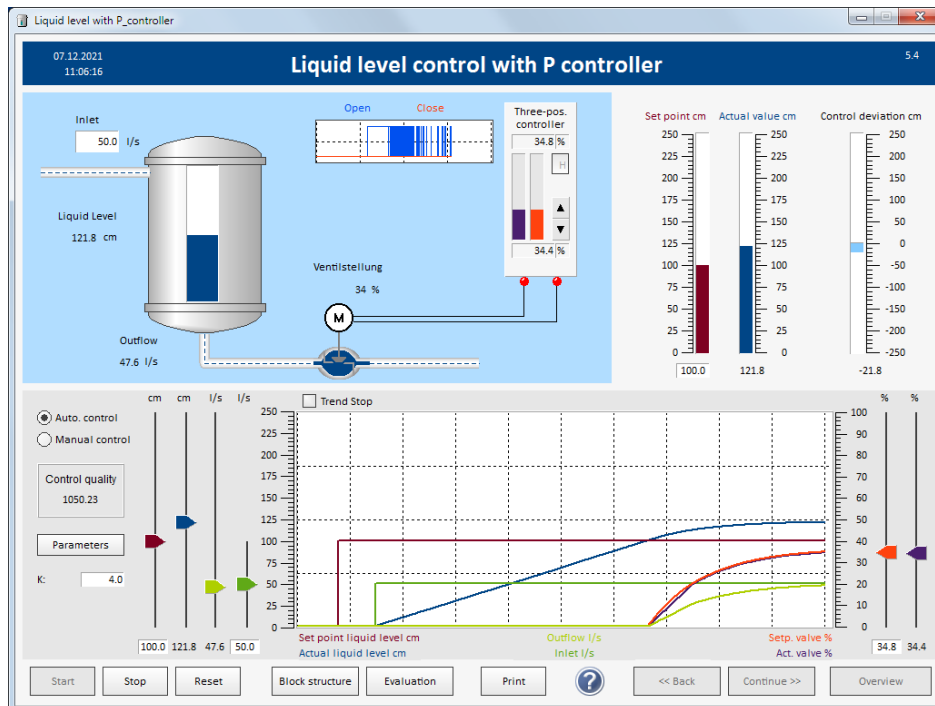 Liquid level with P_controller
07.12.2021
11:06:16
Liquid level control with P controller
5.4
Inlet
50.0 l/s
Liquid Level
121.8 cm
Outflow
47.6 l/s
Open Close
Three-pos.
controller
34.8 %
H
34.4 %
Ventilstellung
34 %
M
Set point cm Actual value cm Control deviation cm
250 250 250
225 225 200
200 200 150
175 175 100
150 150 50
125 125 0
100 100 -50
75 75 -100
50 50 -150
25 25 -200
0 0 -250
100.0 121.8 -21.8
Auto. control
Manual control
Control quality
1050.23
Parameters
K: 4.0
cm cm l/s l/s
100.0 121.8 47.6 50.0
Trend Stop
250 100
225 90
200 80
175 70
150 60
125 50
100 40
75 30
50 20
25 10
0 0
% %
34.8 34.4
Set point liquid level cm Outflow l/s Setp. valve %
Actual liquid level cm Inlet l/s Act. valve %
Start Stop Reset Block structure Evaluation Print ? << Back Continue >> Overview